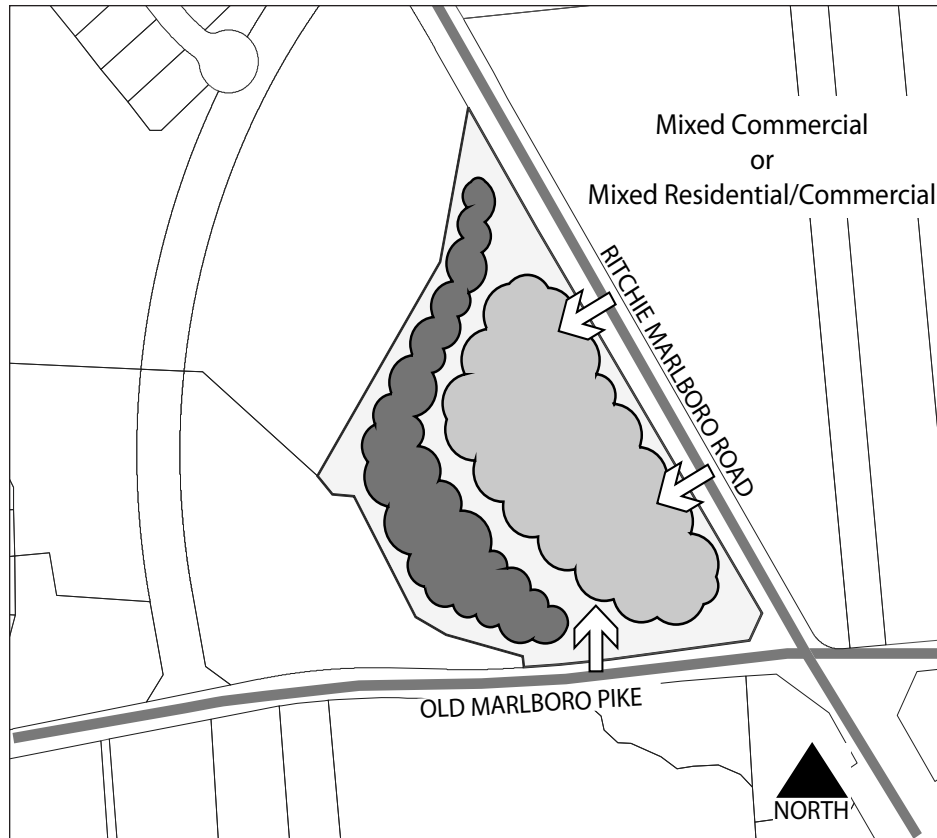 Mixed Commercial
or
Mixed Residential/Commercial
RITCHIE MARLBORO ROAD
OLD MARLBORO PIKE
NORTH